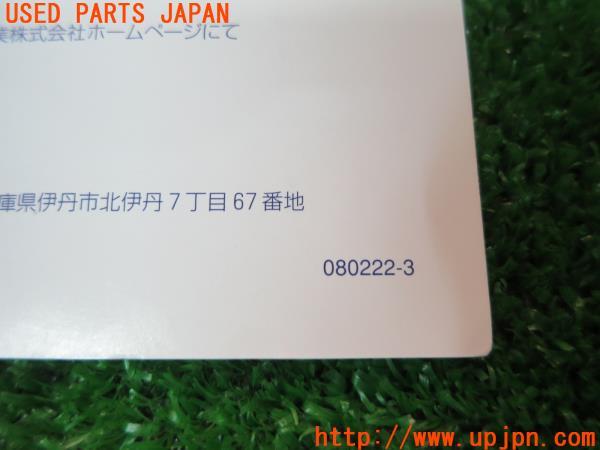 USED PARTS JAPAN
業株式会社ホームページにて
庫県伊丹市北伊丹7丁目67番地
080222-3
http://www.upjpn.com/